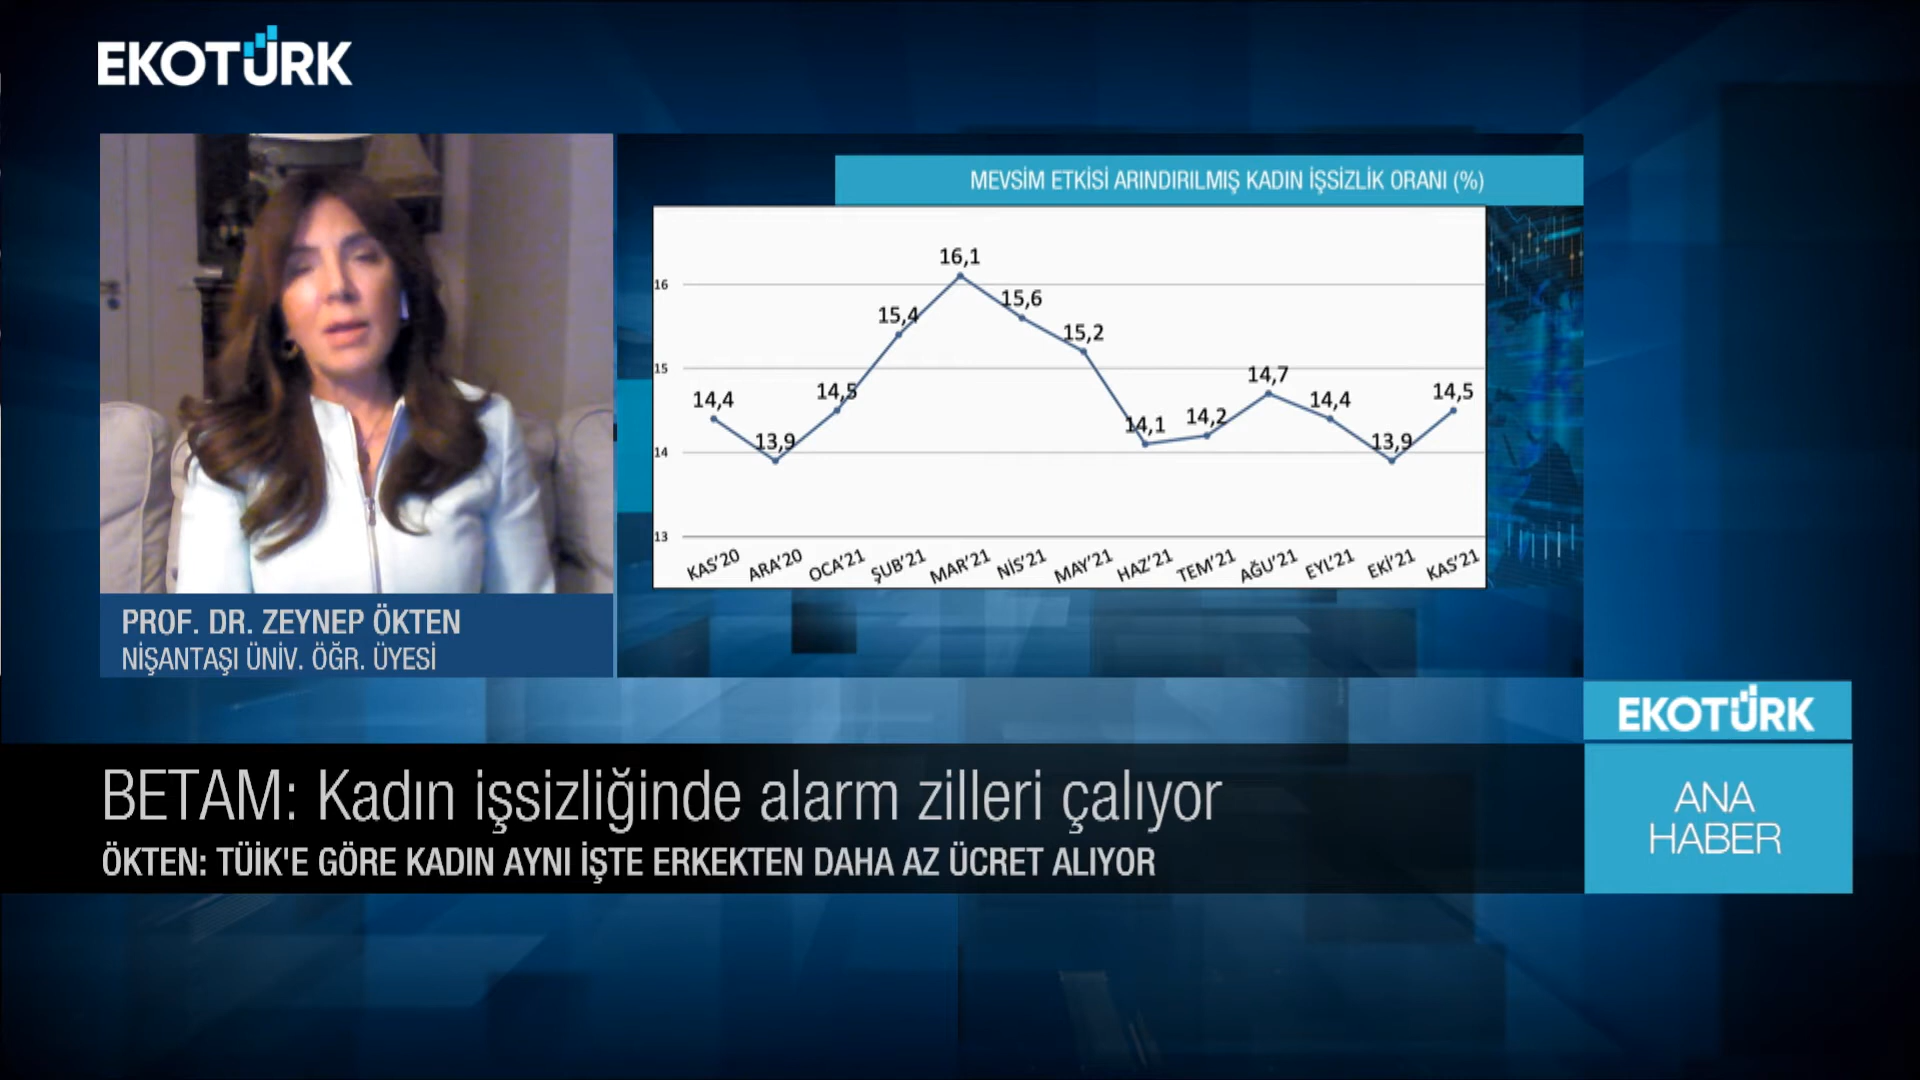 EKOTÜRK
MEVSİM ETKİSİ ARINDIRILMIŞ KADIN İŞSİZLİK ORANI (%)
16
15
14
13
14,4
13,9
14,5
15,4
16,1
15,6
15,2
14,1
14,2
14,7
14,4
13,9
14,5
KAS'20
ARA'20
OCA'21
ŞUB'21
MAR'21
NİS'21
MAY'21
HAZ'21
TEM'21
AĞU'21
EYL'21
EKİ'21
KAS'21
PROF. DR. ZEYNEP ÖKTEN
NİŞANTAŞI ÜNİV. ÖĞR. ÜYESİ
EKOTÜRK
BETAM: Kadın işsizliğinde alarm zilleri çalıyor
ÖKTEN: TÜİK'E GÖRE KADIN AYNI İŞTE ERKEKTEN DAHA AZ ÜCRET ALIYOR
ANA
HABER